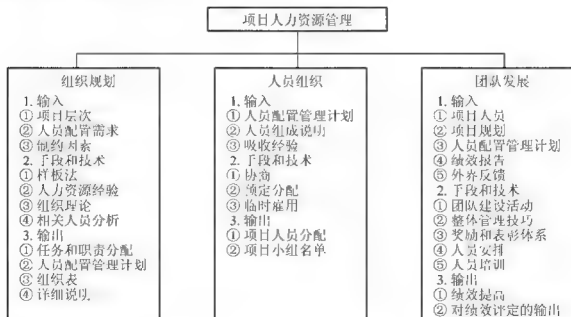 项目人力资源管理
组织规划
1. 输入
① 项目层次
② 人员配置需求
③ 制约因素
2. 手段和技术
① 样板法
② 人力资源经验
③ 组织理论
④ 相关人员分析
3. 输出
① 任务和职责分配
② 人员配置管理计划
③ 组织表
④ 详细说明
人员组织
1. 输入
① 人员配置管理计划
② 人员组成说明
③ 吸收经验
2. 手段和技术
① 协商
② 预定分配
③ 临时雇用
3. 输出
① 项目人员分配
② 项目小组名单
团队发展
1. 输入
① 项目人员
② 项目规划
③ 人员配置管理计划
④ 绩效报告
⑤ 外界反馈
2. 手段和技术
① 团队建设活动
② 整体管理技巧
③ 奖励和表彰体系
④ 人员安排
⑤ 人员培训
3. 输出
① 绩效提高
② 对绩效评定的输出